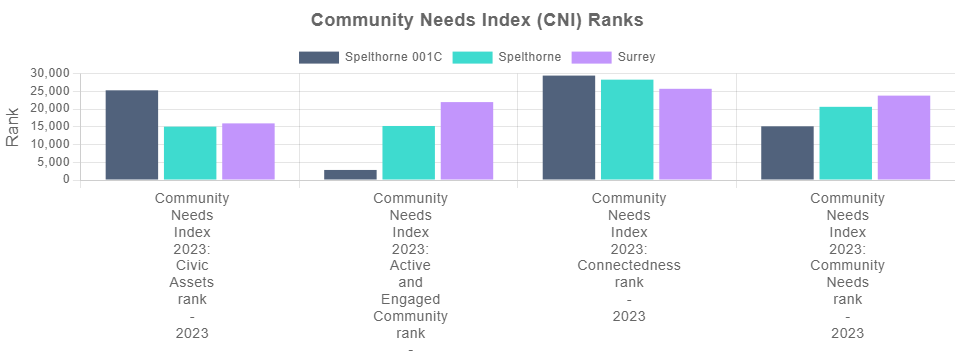 Community Needs Index (CNI) Ranks
Spelthorne 001C
Spelthorne
Surrey
Rank
30,000
25,000
20,000
15,000
10,000
5,000
0
Community
Needs
Index
2023:
Civic
Assets
rank
-
2023
Community
Needs
Index
2023:
Active
and
Engaged
Community
rank
-
Community
Needs
Index
2023:
Connectedness
rank
-
2023
Community
Needs
Index
2023:
Community
Needs
rank
-
2023